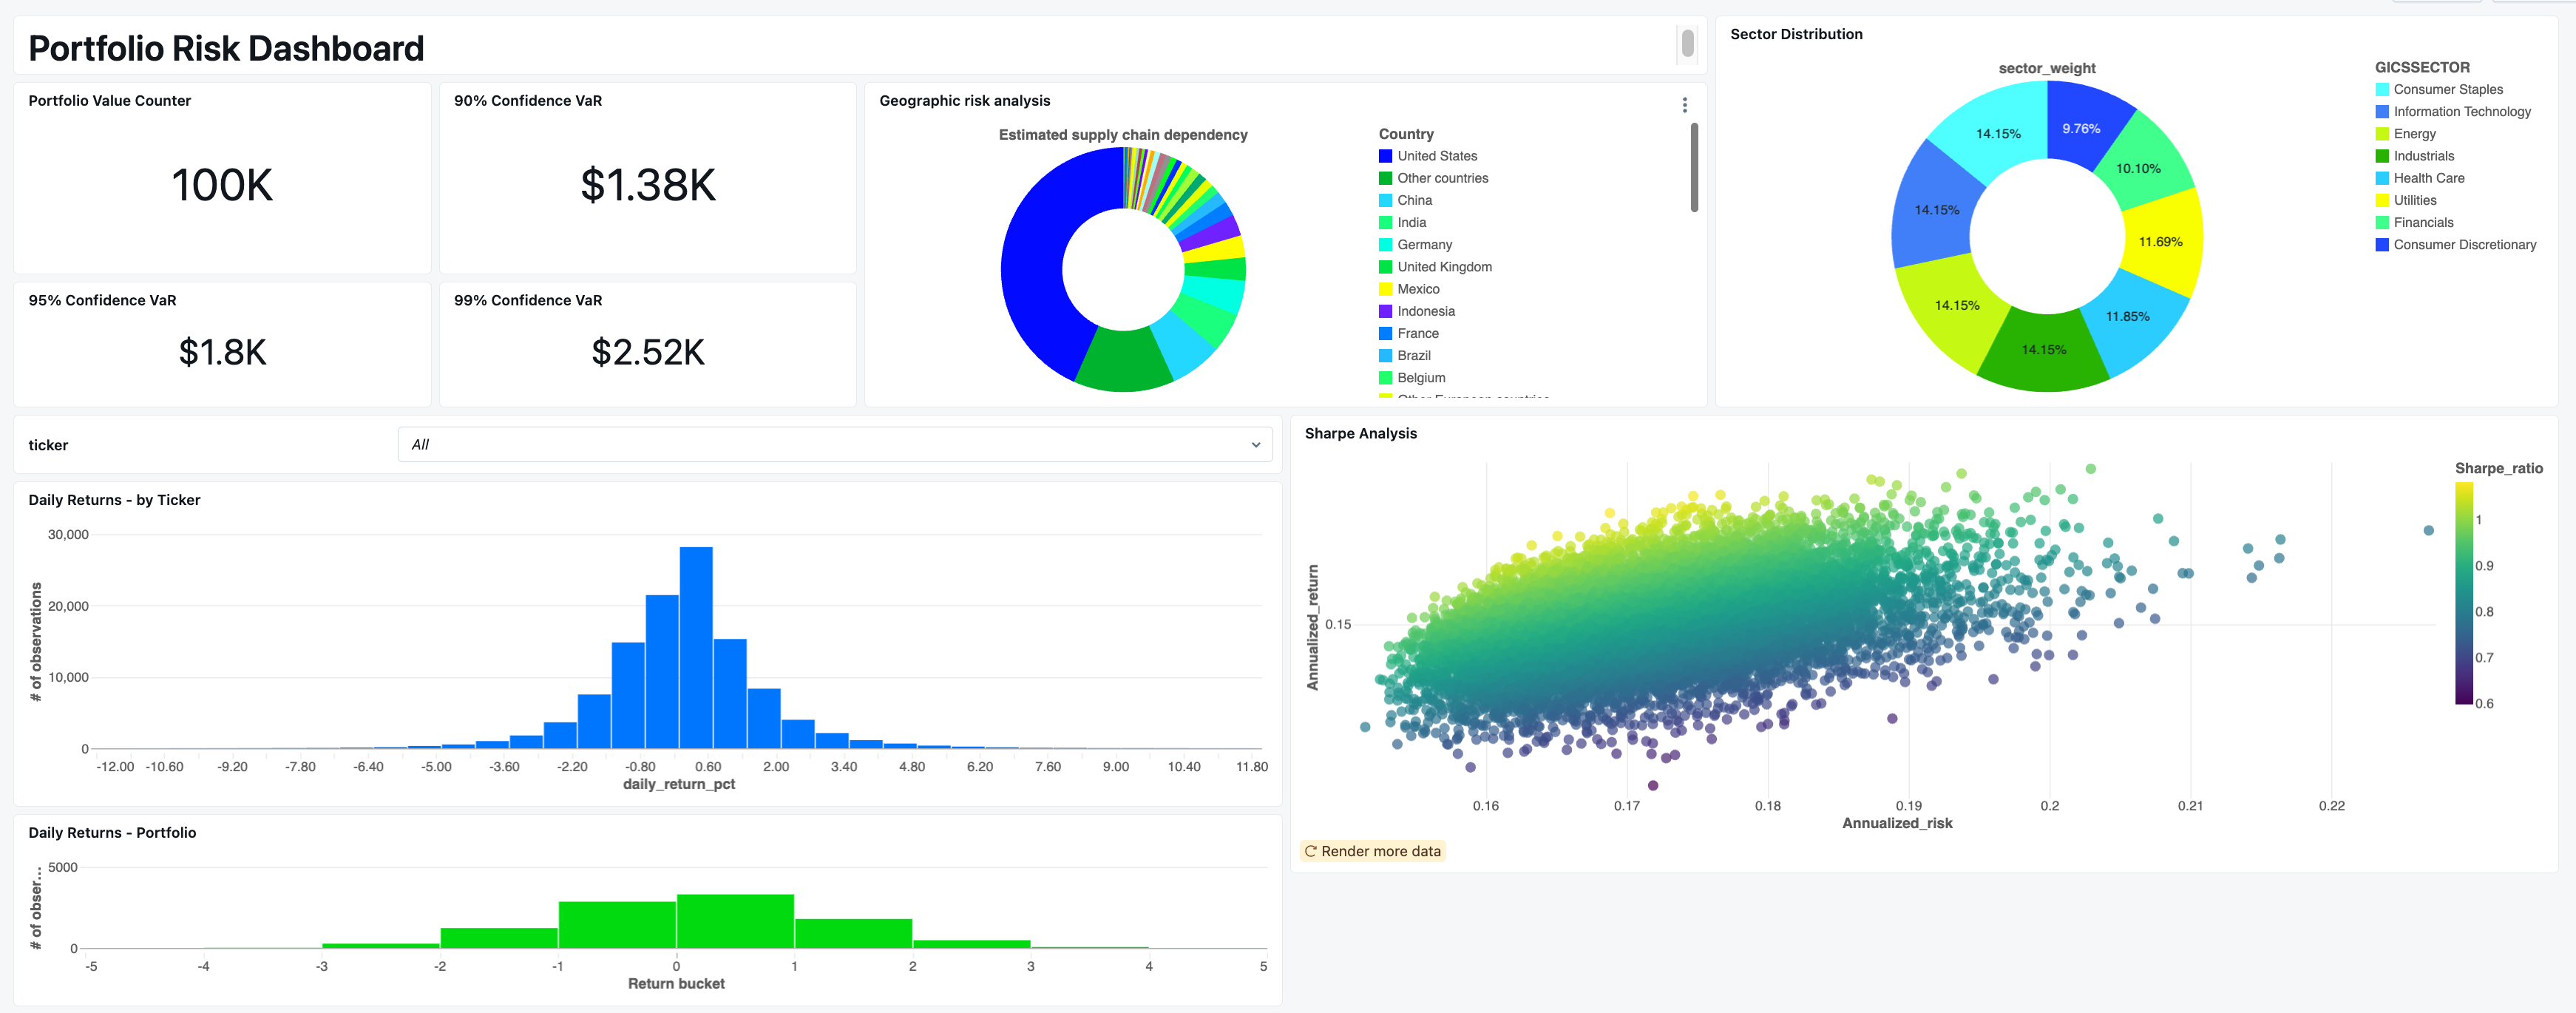 Portfolio Risk Dashboard
Portfolio Value Counter
100K
90% Confidence VaR
$1.38K
95% Confidence VaR
$1.8K
99% Confidence VaR
$2.52K
Geographic risk analysis
Estimated supply chain dependency
Country
United States
Other countries
China
India
Germany
United Kingdom
Mexico
Indonesia
France
Brazil
Belgium
Other European countries
Sector Distribution
sector_weight
14.15%
9.76%
10.10%
14.15%
11.69%
14.15%
11.85%
14.15%
GICSSECTOR
Consumer Staples
Information Technology
Energy
Industrials
Health Care
Utilities
Financials
Consumer Discretionary
ticker
All
Daily Returns - by Ticker
# of observations
30,000
20,000
10,000
0
-12.00 -10.60 -9.20 -7.80 -6.40 -5.00 -3.60 -2.20 -0.80 0.60 2.00 3.40 4.80 6.20 7.60 9.00 10.40 11.80
daily_return_pct
Daily Returns - Portfolio
# of obser...
5000
0
-5 -4 -3 -2 -1 0 1 2 3 4 5
Return bucket
Sharpe Analysis
Annualized_return
0.15
0.16 0.17 0.18 0.19 0.2 0.21 0.22
Annualized_risk
Sharpe_ratio
1
0.9
0.8
0.7
0.6
Render more data